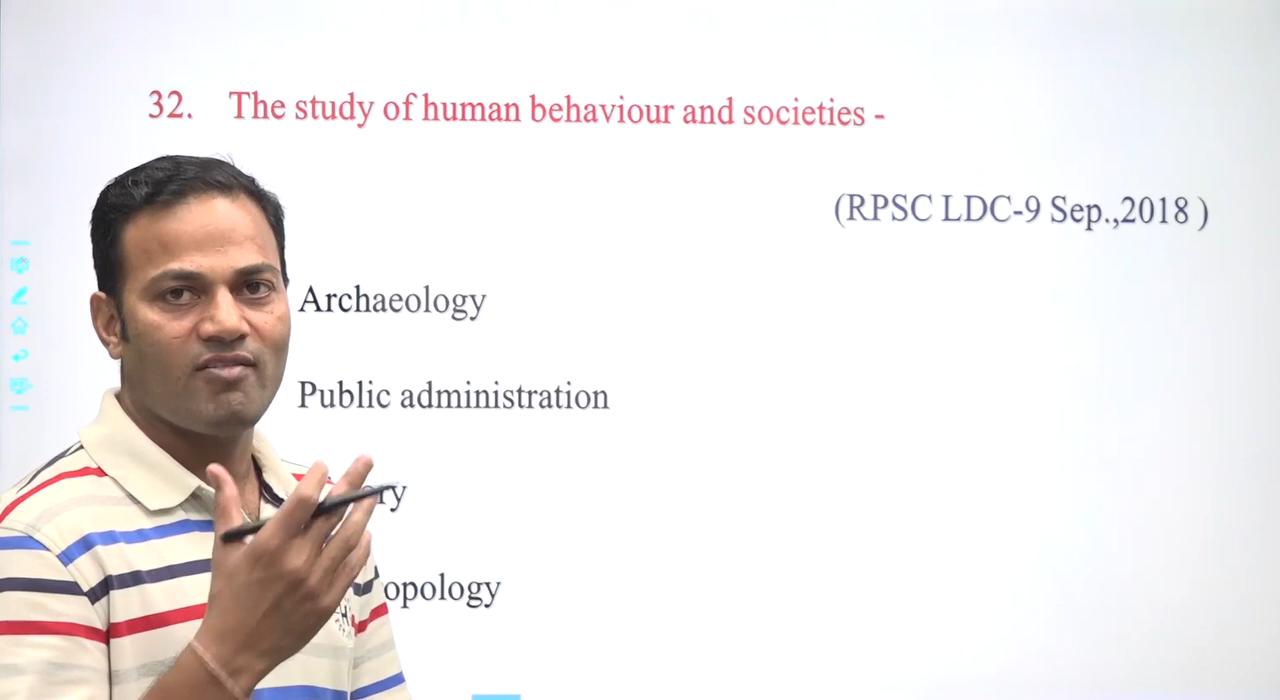 32. The study of human behaviour and societies -
(RPSC LDC-9 Sep.,2018 )
Archaeology
Public administration